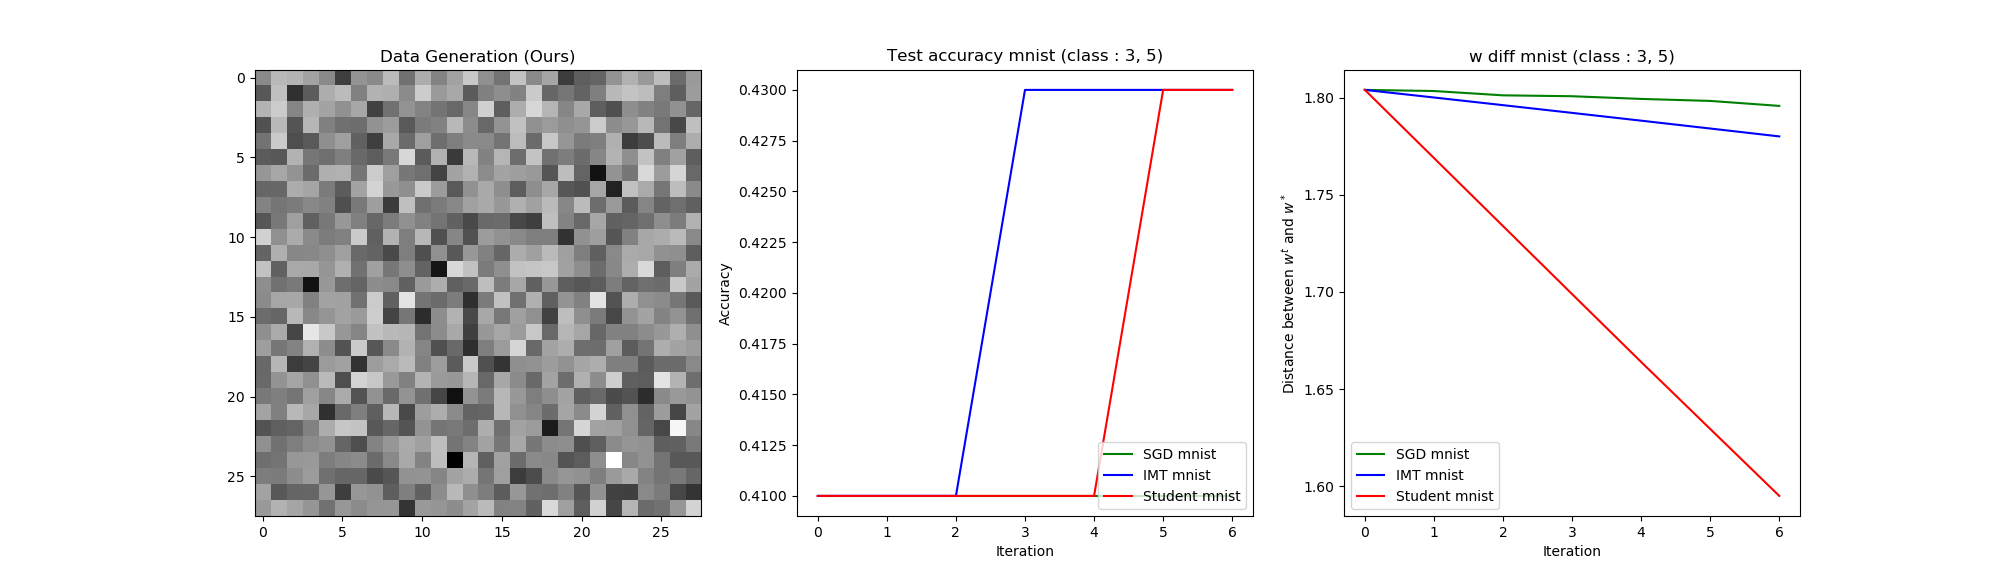 Data Generation (Ours)
0
5
10
15
20
25
0 5 10 15 20 25
Test accuracy mnist (class : 3, 5)
Accuracy
0.4300
0.4275
0.4250
0.4225
0.4200
0.4175
0.4150
0.4125
0.4100
SGD mnist
IMT mnist
Student mnist
0 1 2 3 4 5 6
Iteration
w diff mnist (class : 3, 5)
Distance between w^t and w^*
1.80
1.75
1.70
1.65
1.60
SGD mnist
IMT mnist
Student mnist
0 1 2 3 4 5 6
Iteration